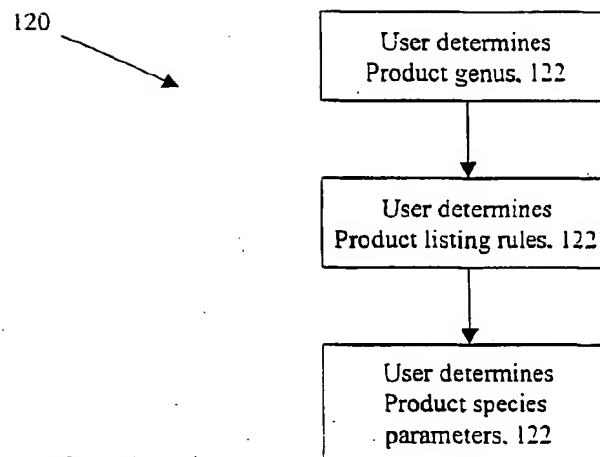 120
User determines
Product genus. 122
User determines
Product listing rules. 122
User determines
Product species
parameters. 122